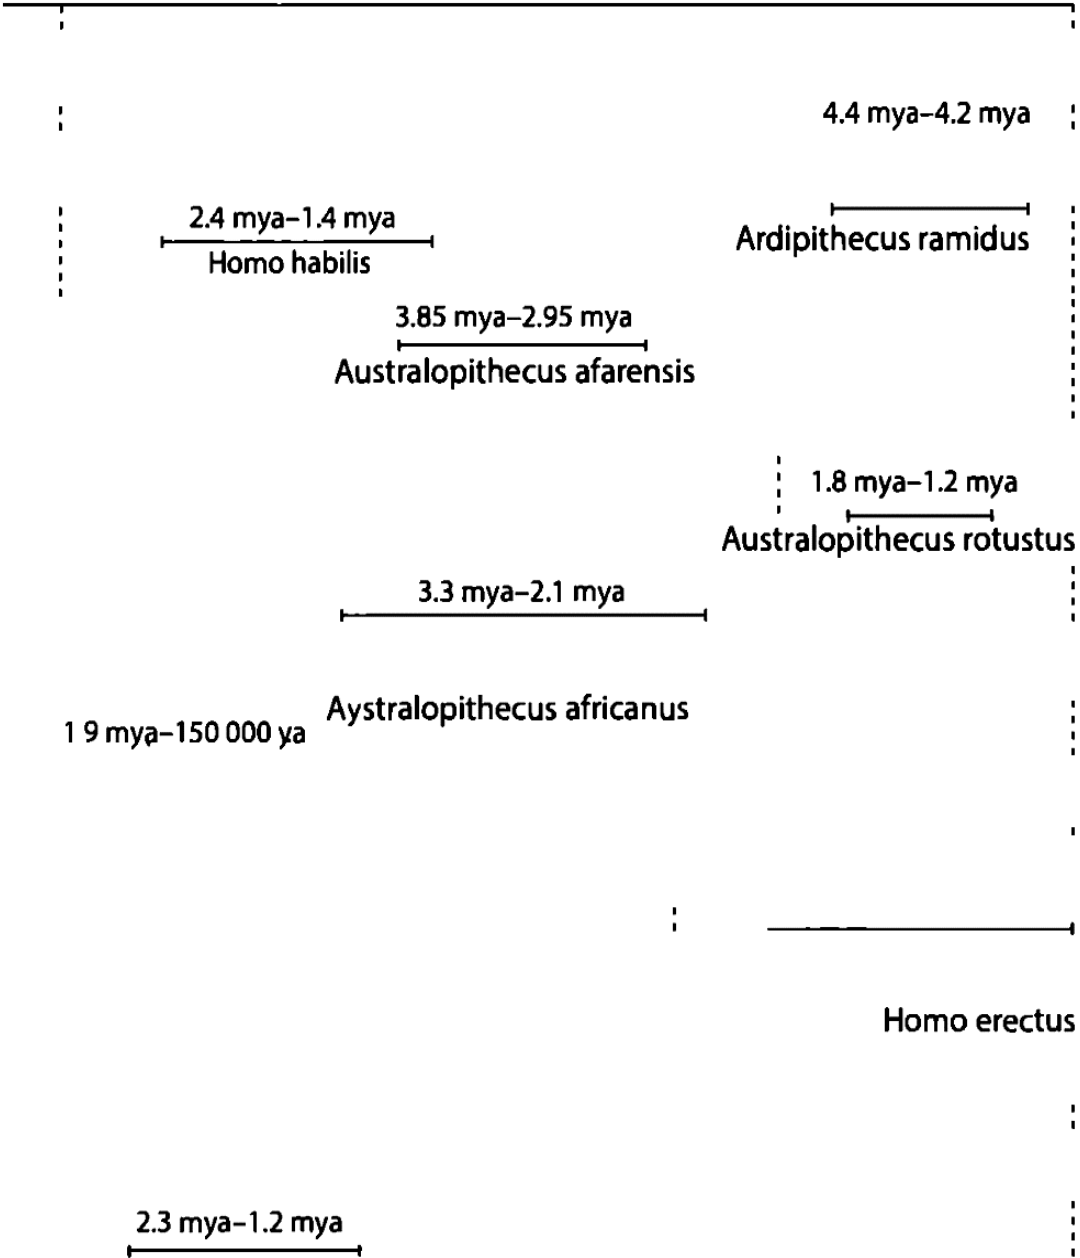 4.4 mya–4.2 mya
2.4 mya–1.4 mya
Ardipithecus ramidus
Homo habilis
3.85 mya–2.95 mya
Australopithecus afarensis
1.8 mya–1.2 mya
Australopithecus rotustus
3.3 mya–2.1 mya
Aystralopithecus africanus
1 9 mya–150 000 ya
Homo erectus
2.3 mya–1.2 mya